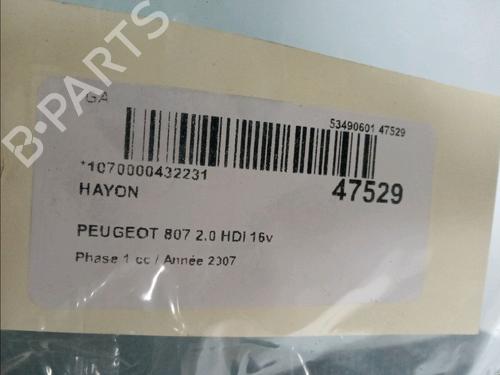 B-PARTS
GA
53490601 47529
*1070000432231
47529
HAYON
PEUGEOT 807 2.0 HDI 16v
Phase 1 cc / Année 2007